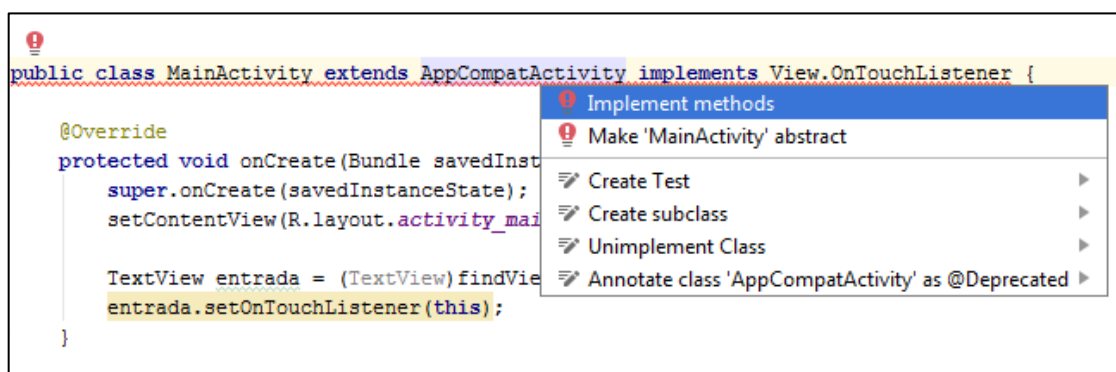 public class MainActivity extends AppCompatActivity implements View.OnTouchListener {
Implement methods
@Override
Make 'MainActivity' abstract
protected void onCreate(Bundle savedInst
super.onCreate(savedInstanceState);
Create Test
setContentView(R.layout.activity_mai
Create subclass
Unimplement Class
TextView entrada = (TextView)findVie
Annotate class 'AppCompatActivity' as @Deprecated
entrada.setOnTouchListener(this);
}